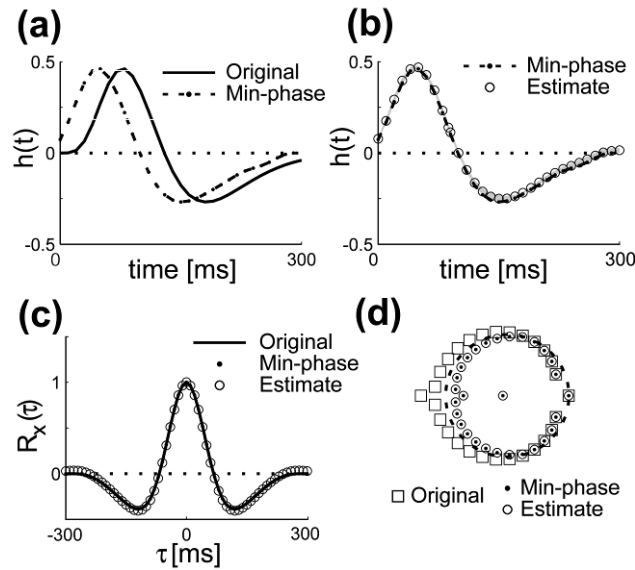 (a)
h(t)
0.5
0
-0.5
0
300
time [ms]
Original
Min-phase
(b)
h(t)
0.5
0
-0.5
0
300
time [ms]
Min-phase
Estimate
(c)
Rx(τ)
1
0
-300
0
300
τ [ms]
Original
Min-phase
Estimate
(d)
Original
Min-phase
Estimate